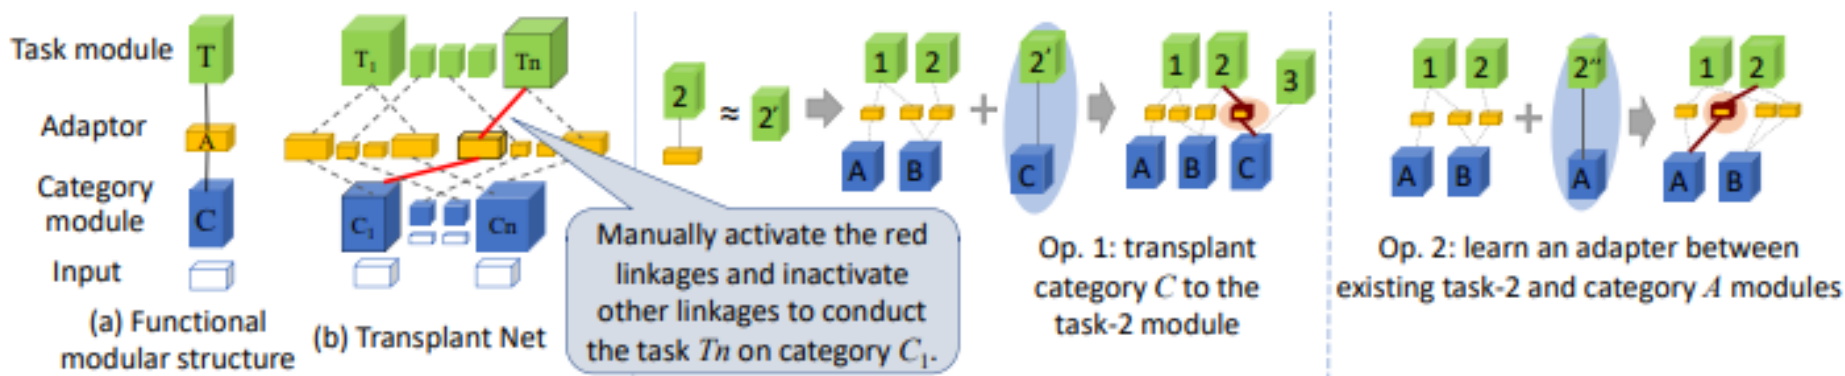 Task module
Adaptor
Category
module
Input
T
A
C
(a) Functional
modular structure
T1
Tn
C1
Cn
(b) Transplant Net
Manually activate the red
linkages and inactivate
other linkages to conduct
the task Tn on category C1.
2
≈
2′
1
2
A
B
+
2′
C
1
2
3
A
B
C
Op. 1: transplant
category C to the
task-2 module
1
2
A
B
+
2″
A
1
2
A
B
Op. 2: learn an adapter between
existing task-2 and category A modules